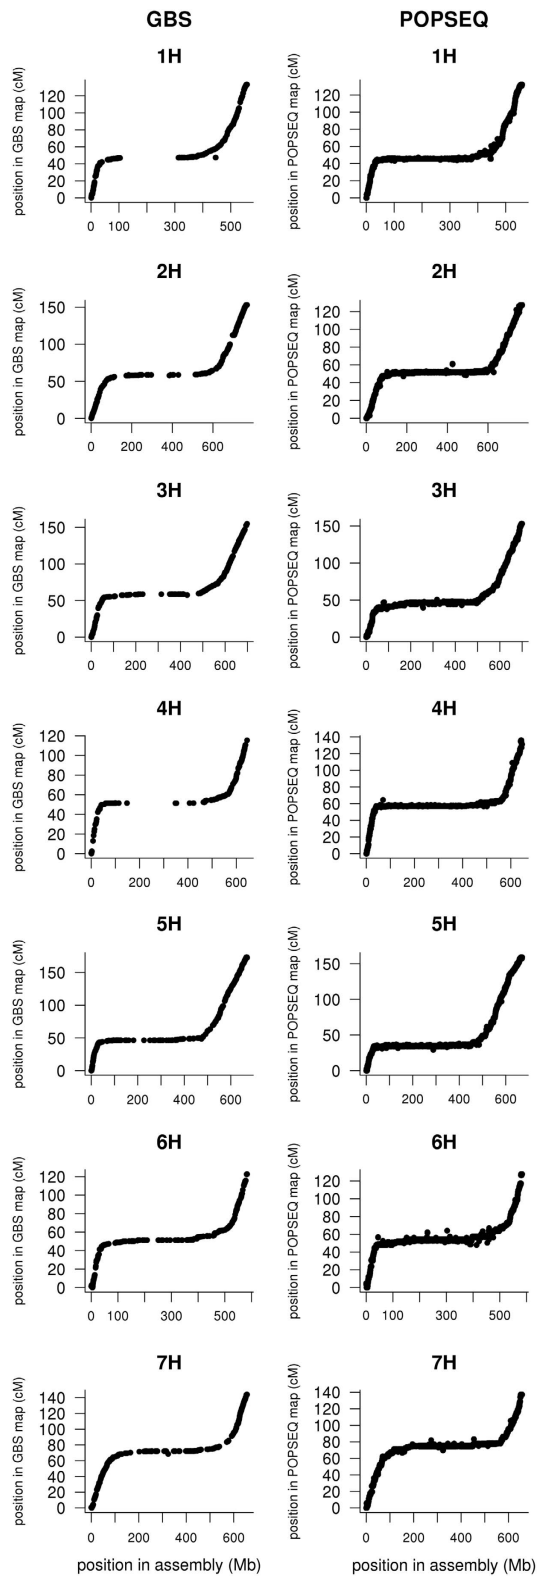 GBS POPSEQ
1H 1H
position in GBS map (cM) position in POPSEQ map (cM)
120 120
100 100
80 80
60 60
40 40
20 20
0 0
0 100 300 500 0 100 300 500
2H 2H
position in GBS map (cM) position in POPSEQ map (cM)
150 120
100 100
50 80
0 60
40
20
0
0 200 400 600 0 200 400 600
3H 3H
position in GBS map (cM) position in POPSEQ map (cM)
150 150
100 100
50 50
0 0
0 200 400 600 0 200 400 600
4H 4H
position in GBS map (cM) position in POPSEQ map (cM)
120 140
100 120
80 100
60 80
40 60
20 40
0 20
0
0 200 400 600 0 200 400 600
5H 5H
position in GBS map (cM) position in POPSEQ map (cM)
150 150
100 100
50 50
0 0
0 200 400 600 0 200 400 600
6H 6H
position in GBS map (cM) position in POPSEQ map (cM)
120 120
100 100
80 80
60 60
40 40
20 20
0 0
0 100 300 500 0 100 300 500
7H 7H
position in GBS map (cM) position in POPSEQ map (cM)
140 140
120 120
100 100
80 80
60 60
40 40
20 20
0 0
0 200 400 600 0 200 400 600
position in assembly (Mb) position in assembly (Mb)